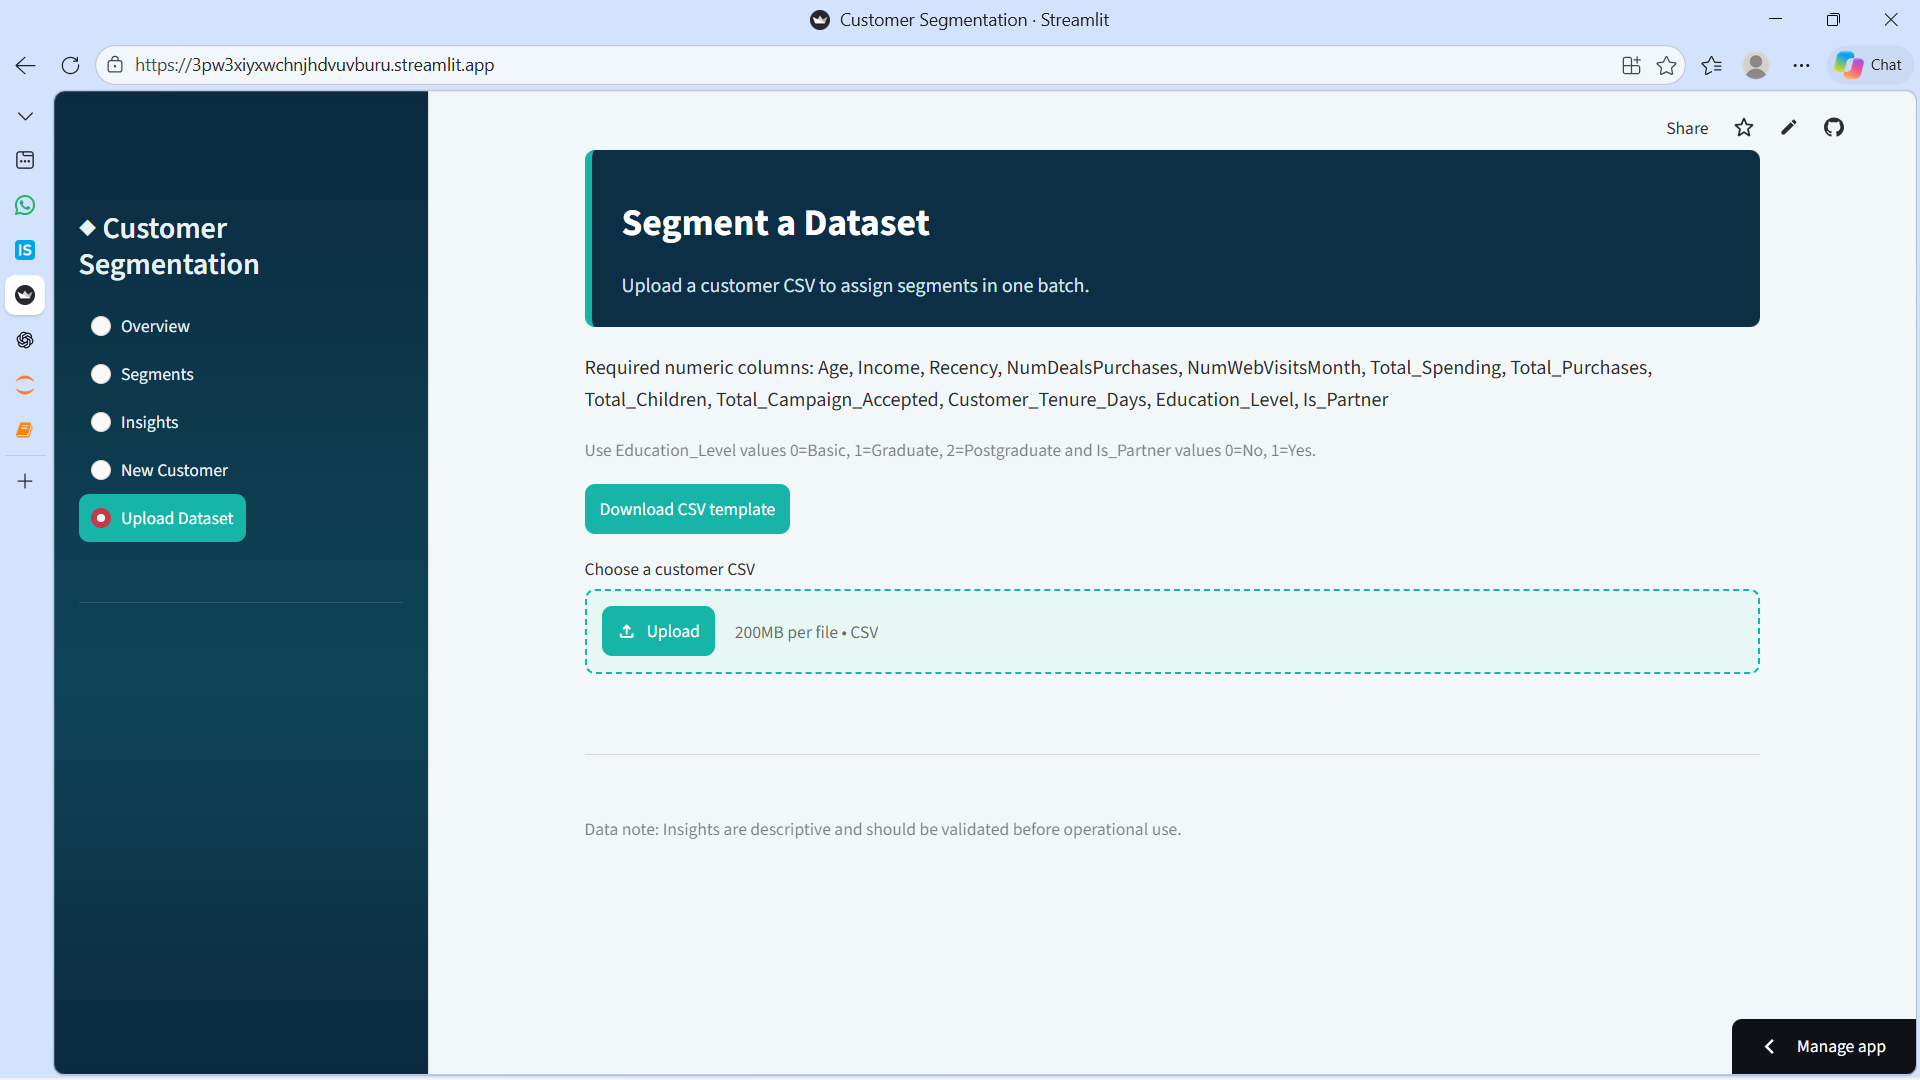 Customer Segmentation · Streamlit
https://3pw3xiyxwchnjhdvuvburu.streamlit.app
Chat
IS
Share
Customer
Segmentation
Overview
Segments
Insights
New Customer
Upload Dataset
Segment a Dataset
Upload a customer CSV to assign segments in one batch.
Required numeric columns: Age, Income, Recency, NumDealsPurchases, NumWebVisitsMonth, Total_Spending, Total_Purchases,
Total_Children, Total_Campaign_Accepted, Customer_Tenure_Days, Education_Level, Is_Partner
Use Education_Level values 0=Basic, 1=Graduate, 2=Postgraduate and Is_Partner values 0=No, 1=Yes.
Download CSV template
Choose a customer CSV
Upload
200MB per file • CSV
Data note: Insights are descriptive and should be validated before operational use.
Manage app